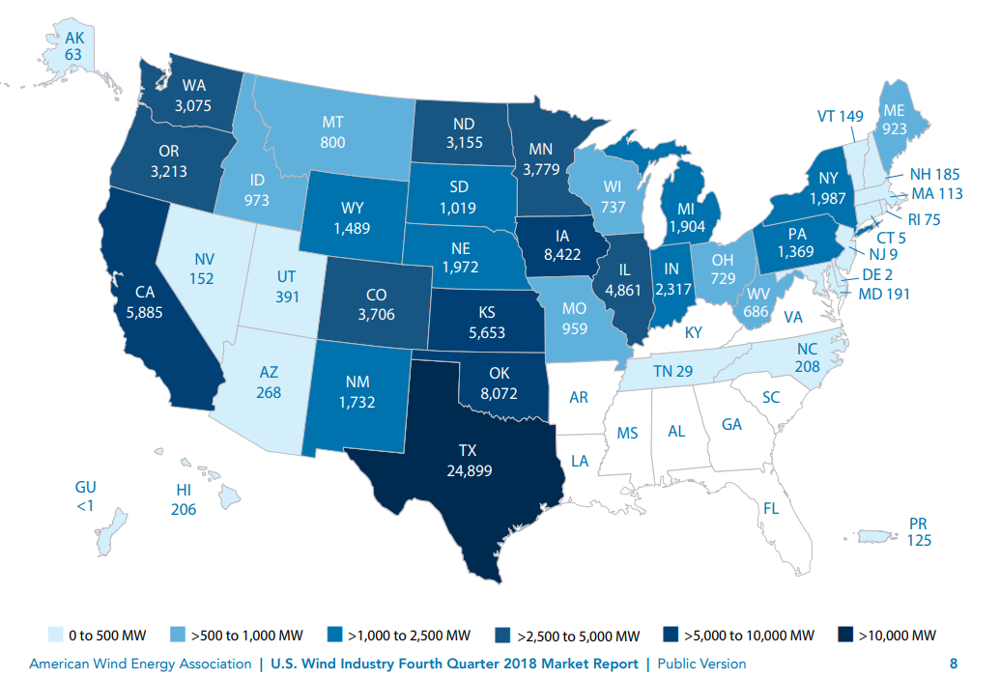 AK
63
WA
3,075
OR
3,213
CA
5,885
ID
973
NV
152
MT
800
WY
1,489
UT
391
AZ
268
CO
3,706
NM
1,732
ND
3,155
SD
1,019
NE
1,972
KS
5,653
OK
8,072
TX
24,899
MN
3,779
IA
8,422
MO
959
AR
LA
WI
737
IL
4,861
MI
1,904
IN
2,317
OH
729
KY
TN 29
MS
AL
GA
FL
SC
NC
208
VA
WV
686
PA
1,369
NY
1,987
VT 149
ME
923
NH 185
MA 113
RI 75
CT 5
NJ 9
DE 2
MD 191
GU
<1
HI
206
PR
125
0 to 500 MW
>500 to 1,000 MW
>1,000 to 2,500 MW
>2,500 to 5,000 MW
>5,000 to 10,000 MW
>10,000 MW
American Wind Energy Association | U.S. Wind Industry Fourth Quarter 2018 Market Report | Public Version 8